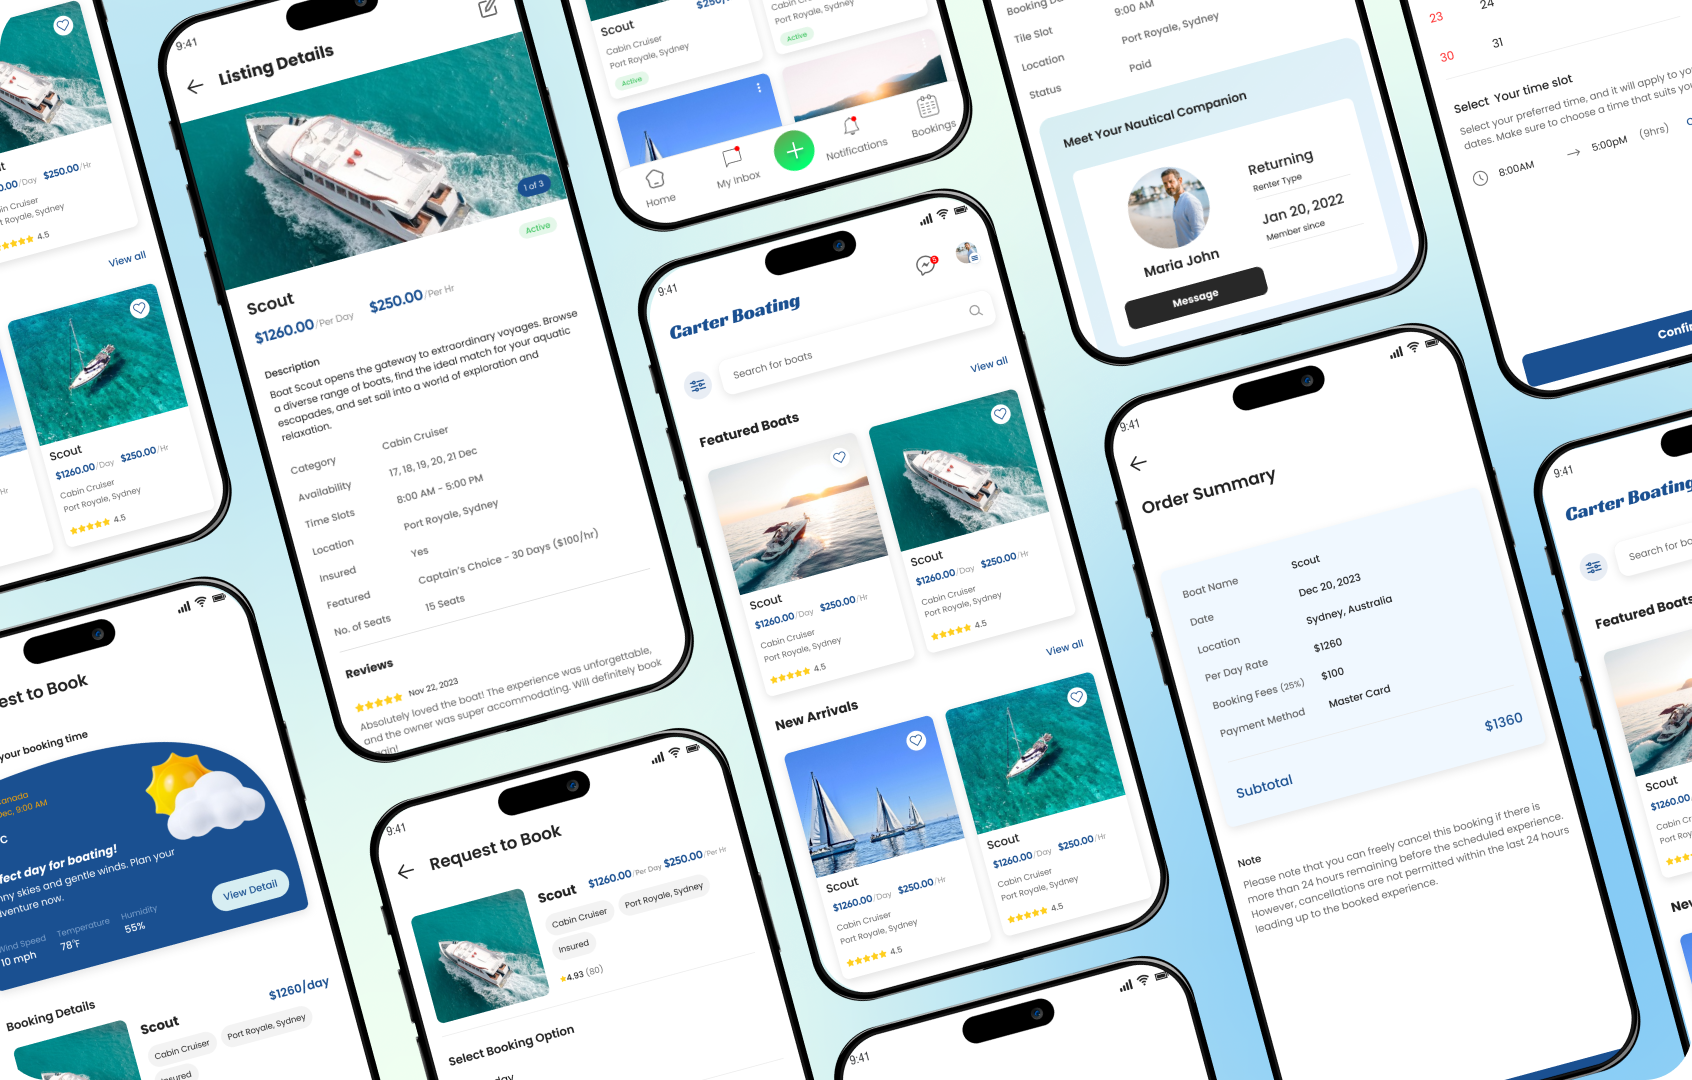 00/Day $250.00/Hr
Port Royale, Sydney
4.5
View all
Scout
$1260.00/Day $250.00/Hr
Cabin Cruiser
Port Royale, Sydney
4.5
Hr
9:41
Listing Details
1 of 3
Active
Scout
$1260.00/Per Day $250.00/Per Hr
Description
Boat Scout opens the gateway to extraordinary voyages. Browse
a diverse range of boats, find the ideal match for your aquatic
escapades, and set sail into a world of exploration and
relaxation.
Category Cabin Cruiser
Availability 17, 18, 19, 20, 21 Dec
Time Slots 8:00 AM - 5:00 PM
Location Port Royale, Sydney
Insured Yes
Featured Captain's Choice - 30 Days ($100/hr)
No. of Seats 15 Seats
Reviews
Nov 22, 2023
Absolutely loved the boat! The experience was unforgettable,
and the owner was super accommodating. Will definitely book
Scout
Cabin Cruiser
Port Royale, Sydney
Active
Cabin Cruiser
Port Royale, Sydney
Active
Home
My Inbox
Notifications
Bookings
9:41
Carter Boating
Search for boats
View all
Featured Boats
Scout
$1260.00/Day $250.00/Hr
Cabin Cruiser
Port Royale, Sydney
4.5
Scout
$1260.00/Day $250.00/Hr
Cabin Cruiser
Port Royale, Sydney
4.5
View all
New Arrivals
Scout
$1260.00/Day $250.00/Hr
Cabin Cruiser
Port Royale, Sydney
4.5
Scout
$1260.00/Day $250.00/Hr
Cabin Cruiser
Port Royale, Sydney
4.5
Booking
9:00 AM
Tile Slot
Port Royale, Sydney
Location
Paid
Status
Meet Your Nautical Companion
Returning
Renter Type
Jan 20, 2022
Member since
Maria John
Message
23 24
30 31
Select Your time slot
Select your preferred time, and it will apply to
dates. Make sure to choose a time that suits
8:00AM → 5:00pM (9hrs)
Confir
9:41
Order Summary
Boat Name Scout
Date Dec 20, 2023
Location Sydney, Australia
Per Day Rate $1260
Booking Fees (25%) $100
Payment Method Master Card
Subtotal $1360
Note
Please note that you can freely cancel this booking if there is
more than 24 hours remaining before the scheduled experience.
However, cancellations are not permitted within the last 24 hours
leading up to the booked experience.
9:41
Carter Boating
Search for
Featured Boats
Scout
$1260.00
Port Roy
Ne
est to Book
your booking time
anada
Dec, 9:00 AM
C
fect day for boating!
nny skies and gentle winds. Plan your
dventure now.
View Detail
Wind Speed Temperature Humidity
10 mph 78°F 55%
Booking Details
$1260/day
Scout
Cabin Cruiser
Port Royale, Sydney
nsured
9:41
Request to Book
Scout $1260.00/Per Day $250.00/Per Hr
Cabin Cruiser
Port Royale, Sydney
Insured
4.93 (80)
Select Booking Option
day
9:41